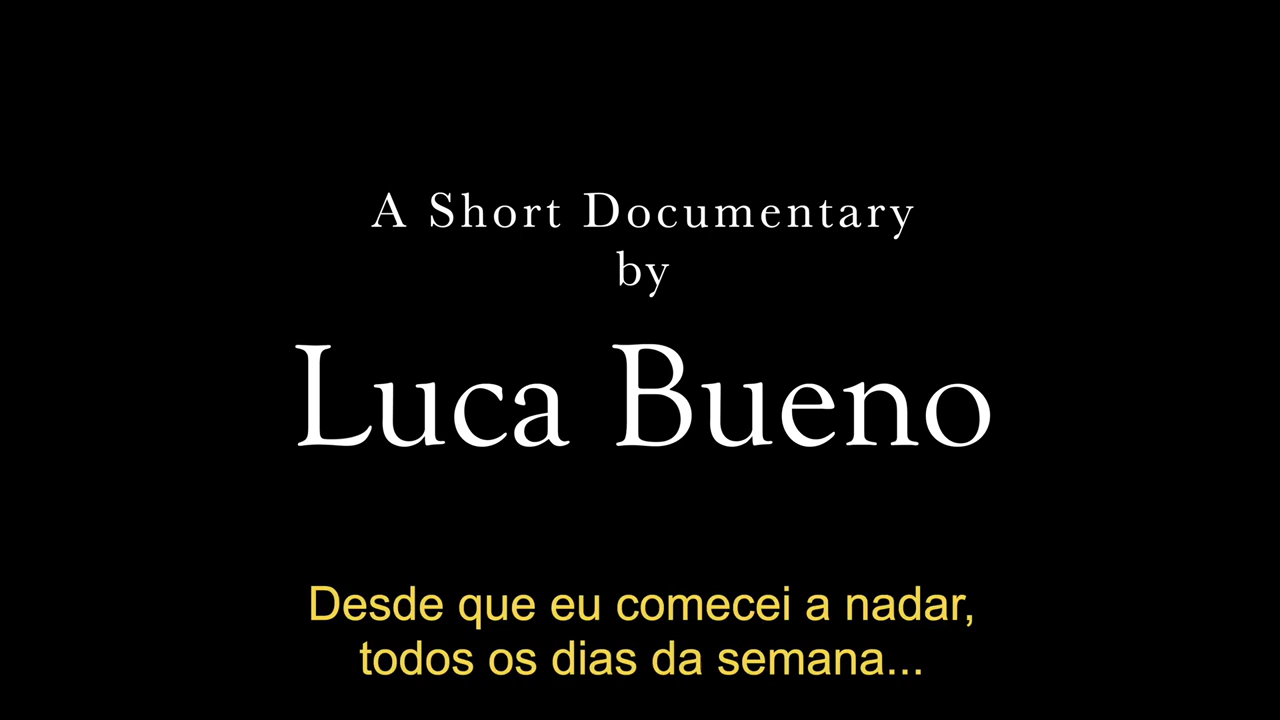 A Short Documentary
by
Luca Bueno
Desde que eu comecei a nadar,
todos os dias da semana...